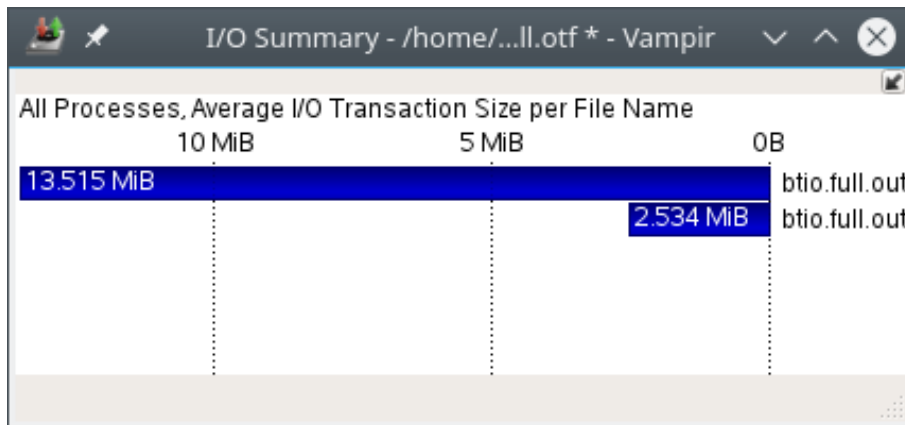 I/O Summary - /home/...ll.otf * - Vampir
All Processes, Average I/O Transaction Size per File Name
10 MiB 5 MiB 0B
13.515 MiB btio.full.out
2.534 MiB btio.full.out